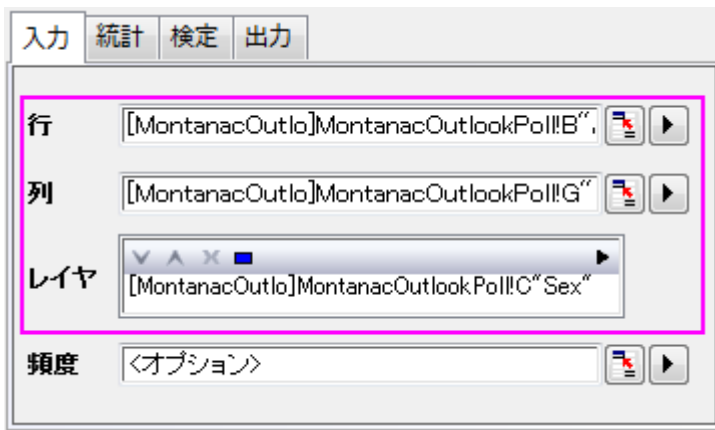 入力 統計 検定 出力
行 [MontanacOutlo]MontanacOutlookPoll!B"
列 [MontanacOutlo]MontanacOutlookPoll!G"
レイヤ [MontanacOutlo]MontanacOutlookPoll!C"Sex"
頻度 <オプション>